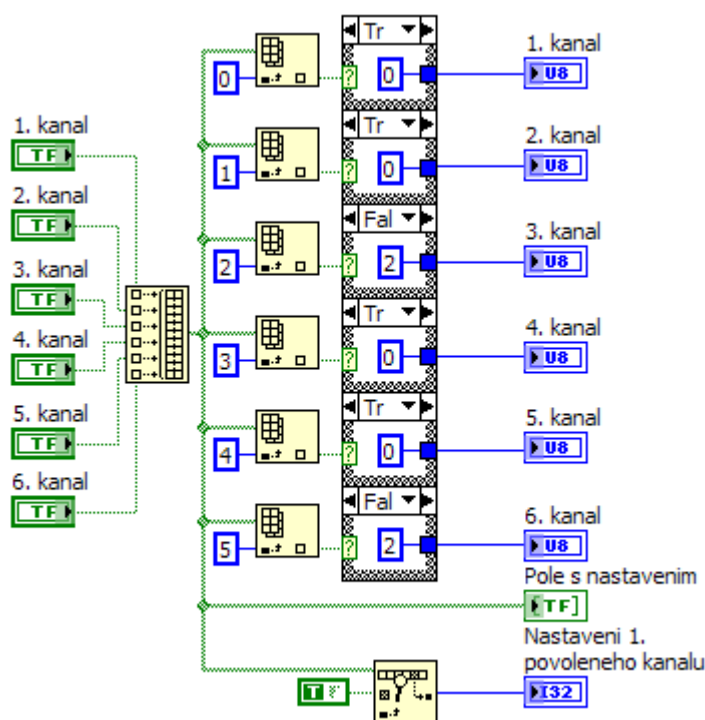 1. kanal
TF
2. kanal
TF
3. kanal
TF
4. kanal
TF
5. kanal
TF
6. kanal
TF
0
Tr
?
0
1. kanal
U8
1
Tr
?
0
2. kanal
U8
2
Fal
?
2
3. kanal
U8
3
Tr
?
0
4. kanal
U8
4
Tr
?
0
5. kanal
U8
5
Fal
?
2
6. kanal
U8
Pole s nastavenim
[TF]
Nastaveni 1.
povoleneho kanalu
T
I32